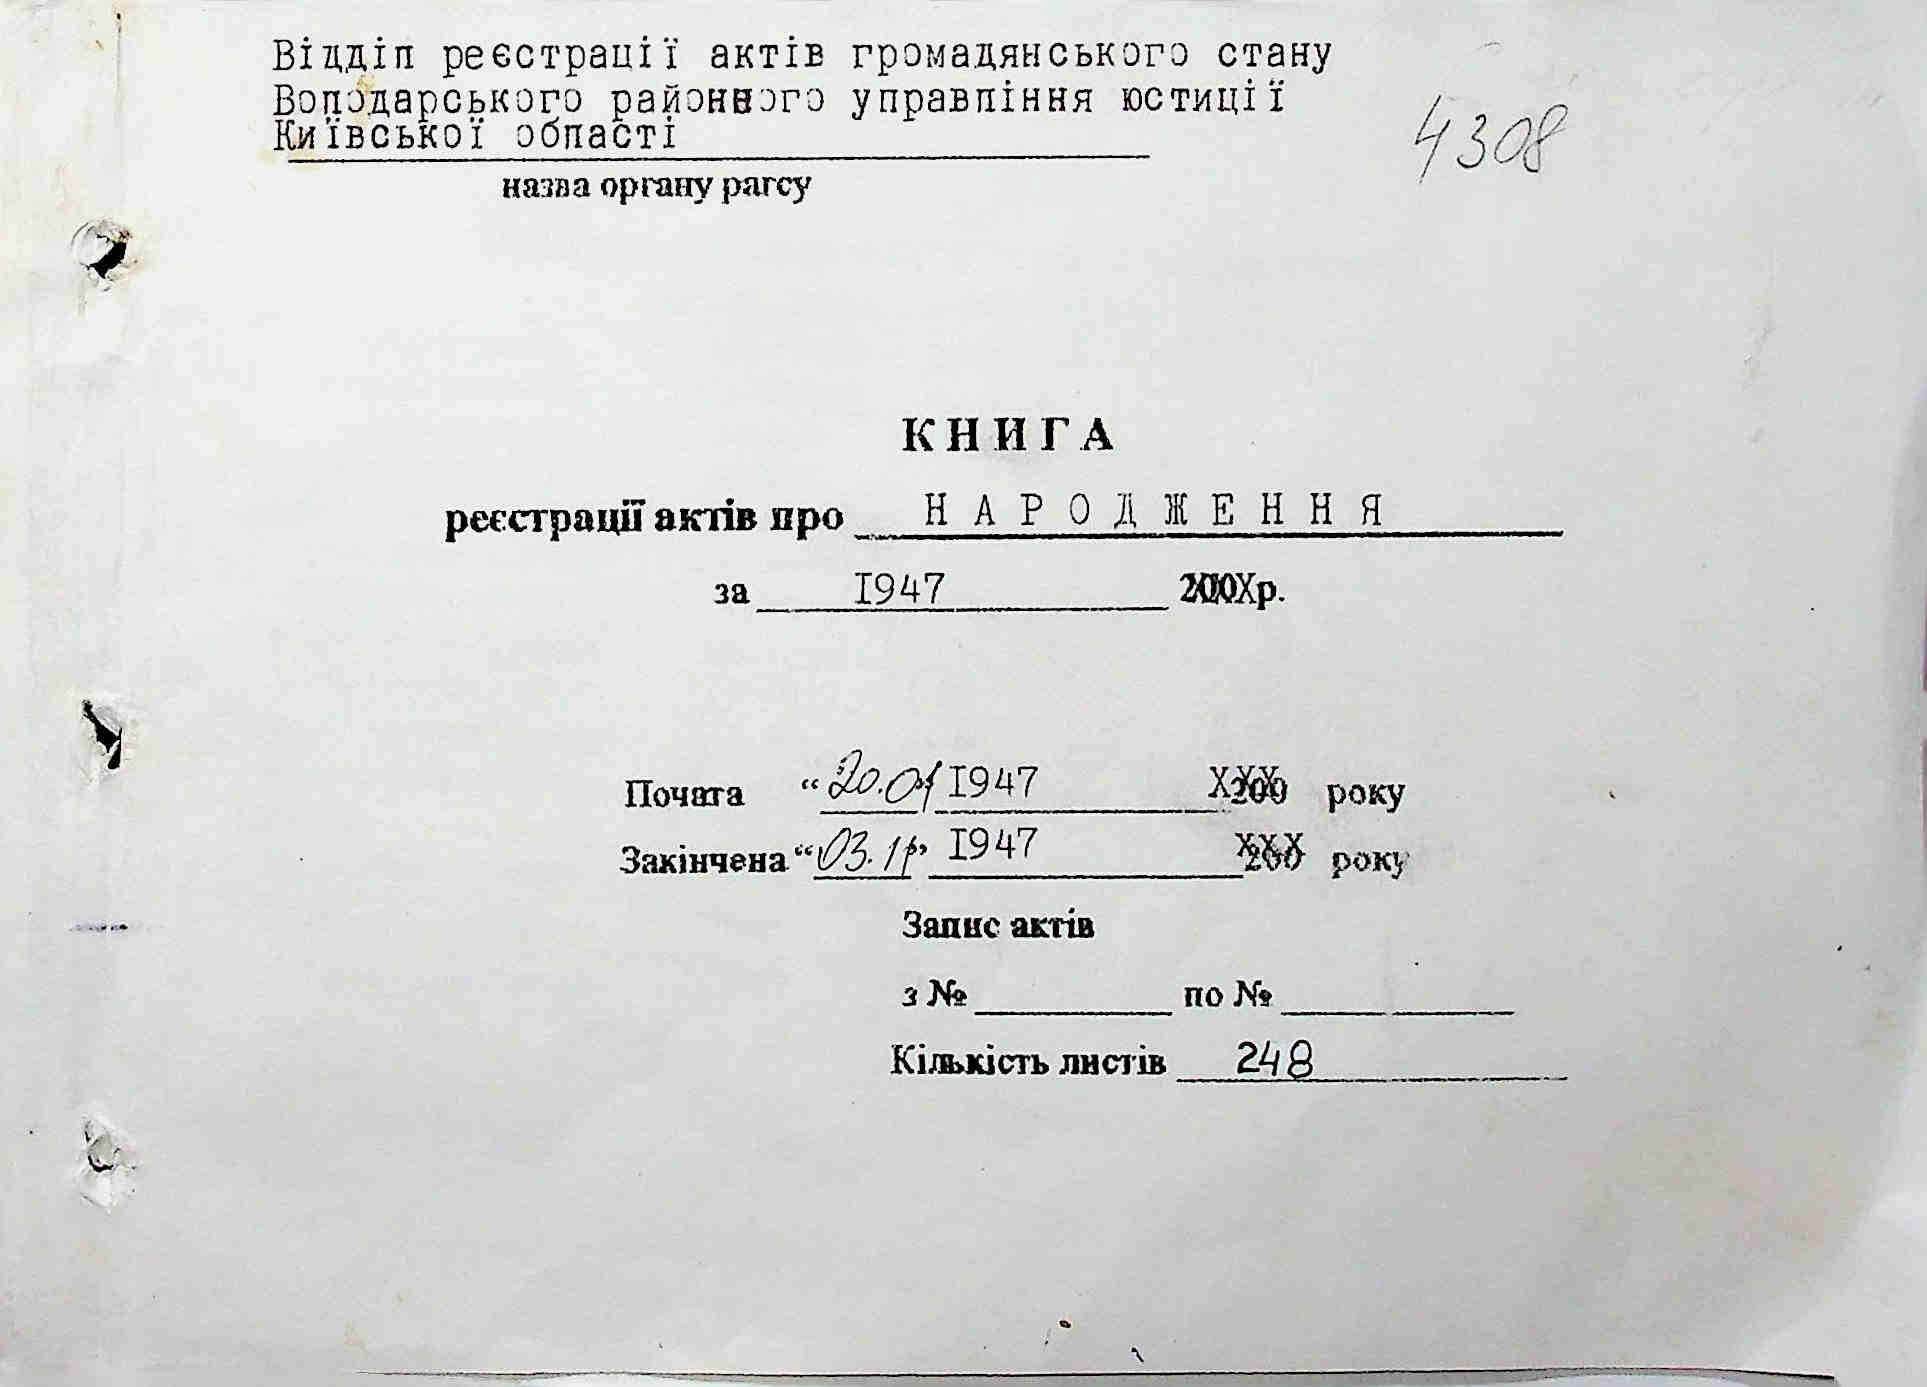 Відділ реєстрації актів громадянського стану
Володарського районного управління юстиції
Київської області
4308
назва органу рагсу
КНИГА
реєстрації актів про НАРОДЖЕННЯ
за I947 200 р.
Почата “20.01” I947 200 року
Закінчена “03.11” I947 200 року
Запис актів
з № по №
Кількість листів 248